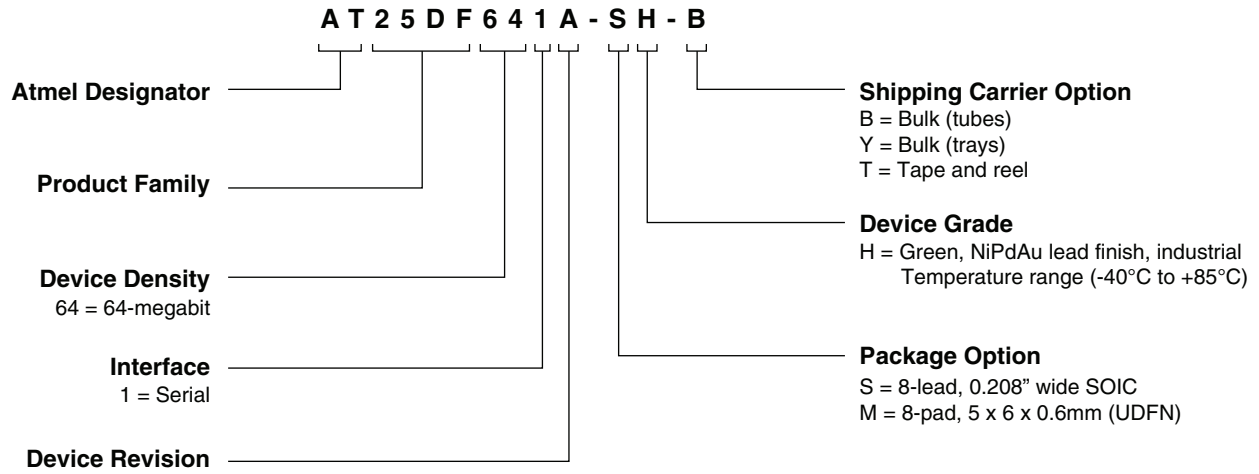 A T 2 5 D F 6 4 1 A - S H - B
Atmel Designator
Product Family
Device Density
64 = 64-megabit
Interface
1 = Serial
Device Revision
Shipping Carrier Option
B = Bulk (tubes)
Y = Bulk (trays)
T = Tape and reel
Device Grade
H = Green, NiPdAu lead finish, industrial
Temperature range (-40°C to +85°C)
Package Option
S = 8-lead, 0.208” wide SOIC
M = 8-pad, 5 x 6 x 0.6mm (UDFN)